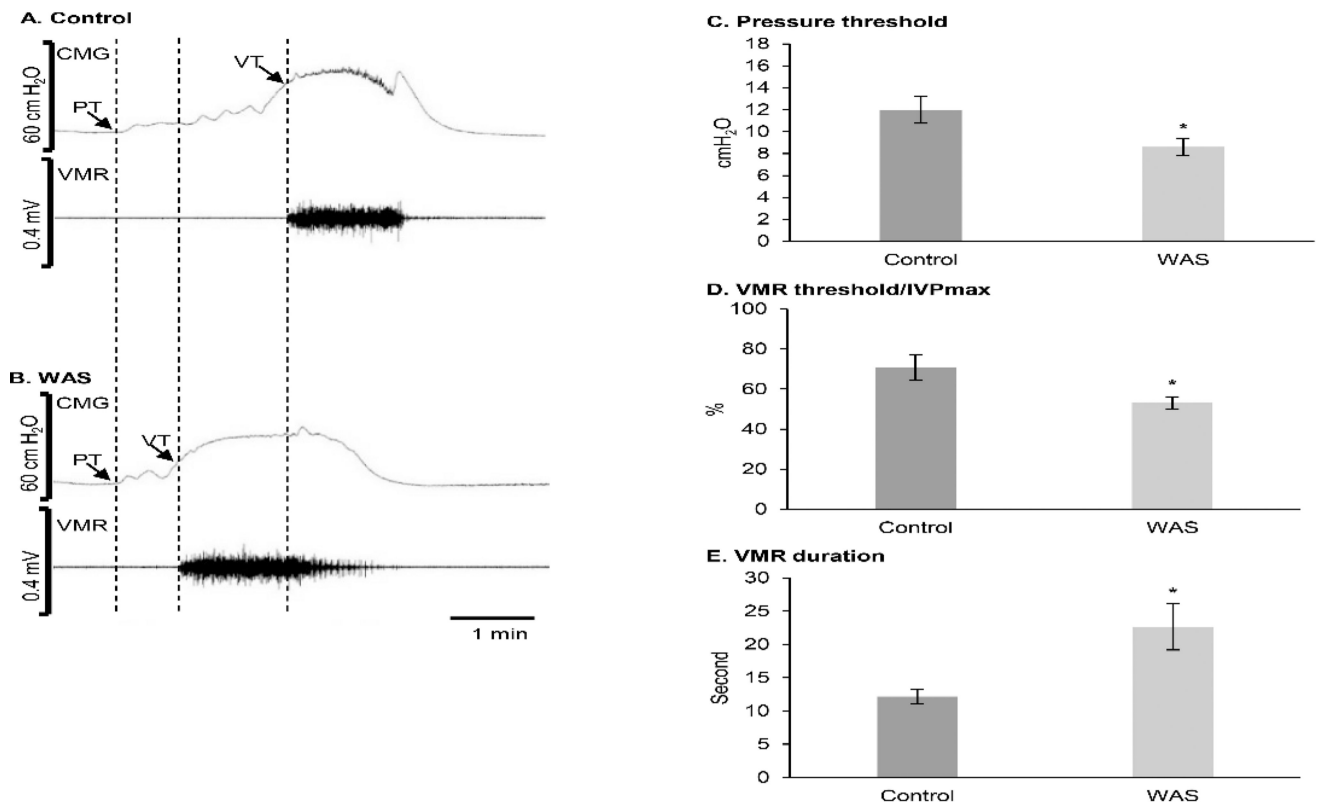 A. Control
CMG
60 cm H₂O
PT
VT
VMR
0.4 mV
B. WAS
CMG
60 cm H₂O
PT
VT
VMR
0.4 mV
1 min
C. Pressure threshold
18
16
14
12
10
8
6
4
2
0
cmH₂O
*
Control WAS
D. VMR threshold/IVPmax
100
80
60
40
20
0
%
*
Control WAS
E. VMR duration
30
25
20
15
10
5
0
Second
*
Control WAS